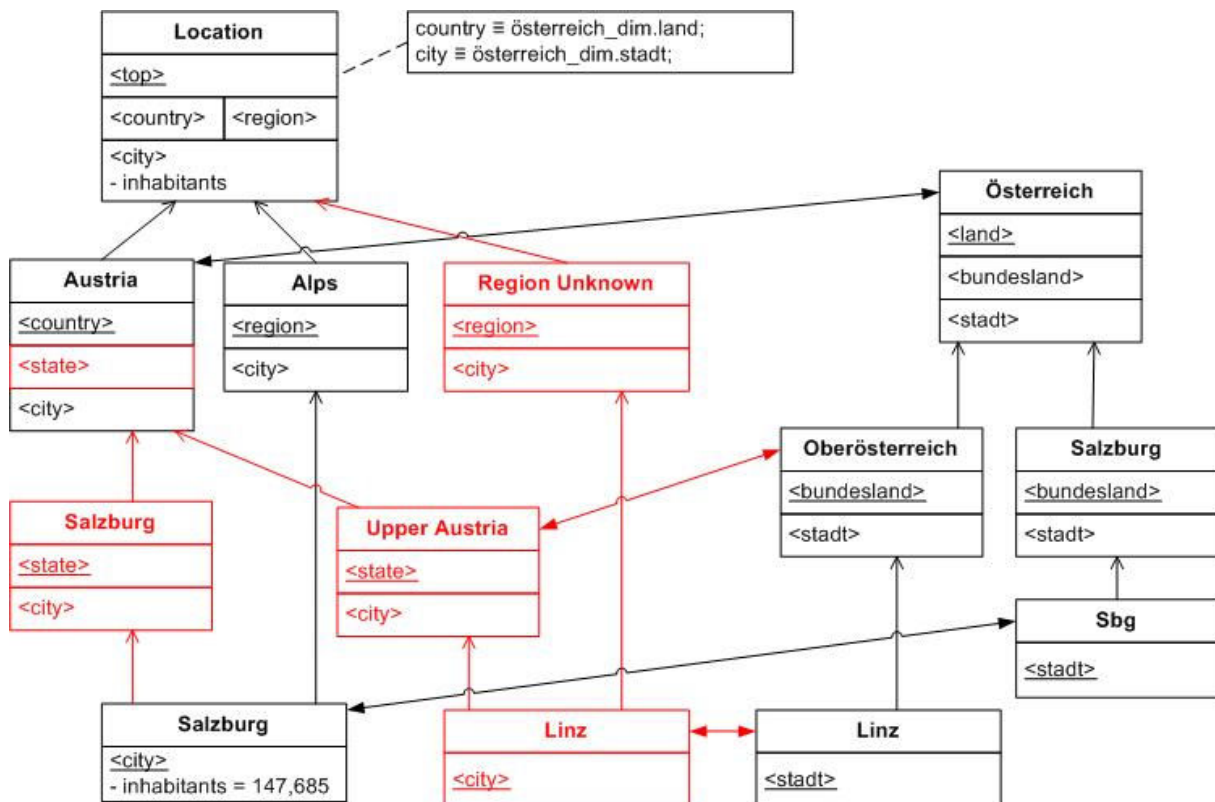 Location
<top>
<country>
<region>
<city>
- inhabitants
country ≡ österreich_dim.land;
city ≡ österreich_dim.stadt;
Österreich
<land>
<bundesland>
<stadt>
Austria
<country>
<state>
<city>
Alps
<region>
<city>
Region Unknown
<region>
<city>
Oberösterreich
<bundesland>
<stadt>
Salzburg
<bundesland>
<stadt>
Salzburg
<state>
<city>
Upper Austria
<state>
<city>
Sbg
<stadt>
Salzburg
<city>
- inhabitants = 147,685
Linz
<city>
Linz
<stadt>